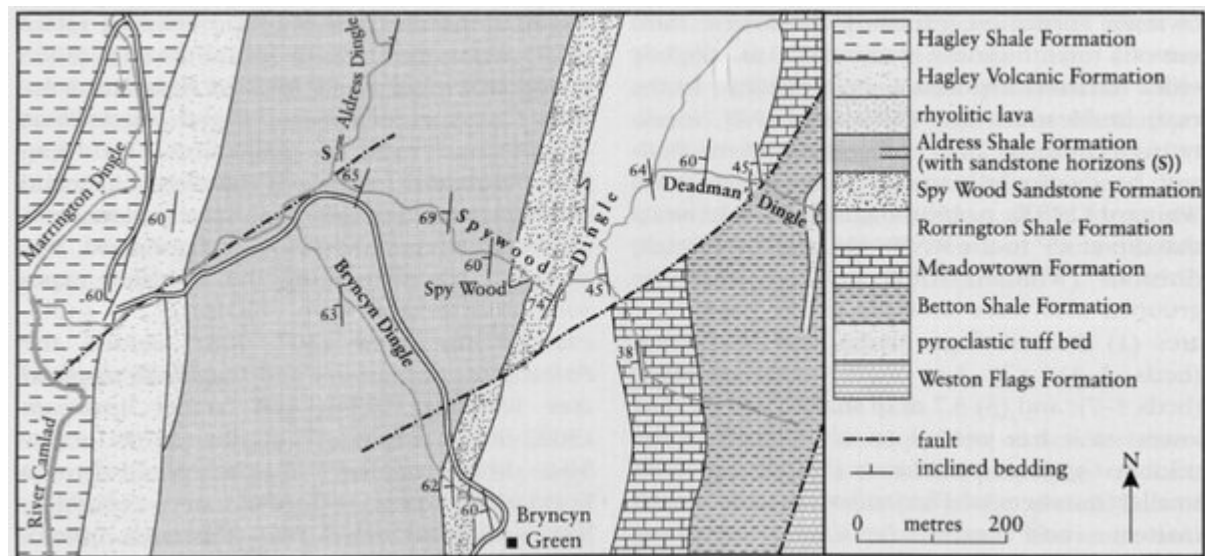 Marrington Dingle
Aldress Dingle
S
65
60
69
S
Spywood
Dingle
64
60
45
Deadman'
Dingle
60
60
Spy Wood
74
45
63
Bryncyn Dingle
38
62
60
River Camlad
Bryncyn
Green
Hagley Shale Formation
Hagley Volcanic Formation
rhyolitic lava
Aldress Shale Formation
(with sandstone horizons (S))
Spy Wood Sandstone Formation
Rorrington Shale Formation
Meadowtown Formation
Betton Shale Formation
pyroclastic tuff bed
Weston Flags Formation
fault
inclined bedding
N
0 metres 200